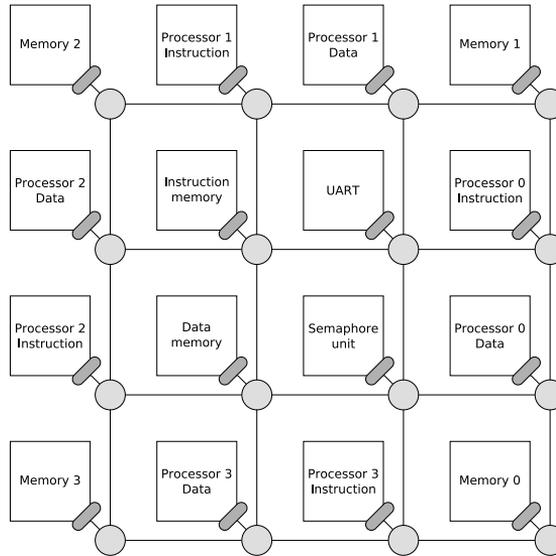 Memory 2
Processor 1
Instruction
Processor 1
Data
Memory 1
Processor 2
Data
Instruction
memory
UART
Processor 0
Instruction
Processor 2
Instruction
Data
memory
Semaphore
unit
Processor 0
Data
Memory 3
Processor 3
Data
Processor 3
Instruction
Memory 0